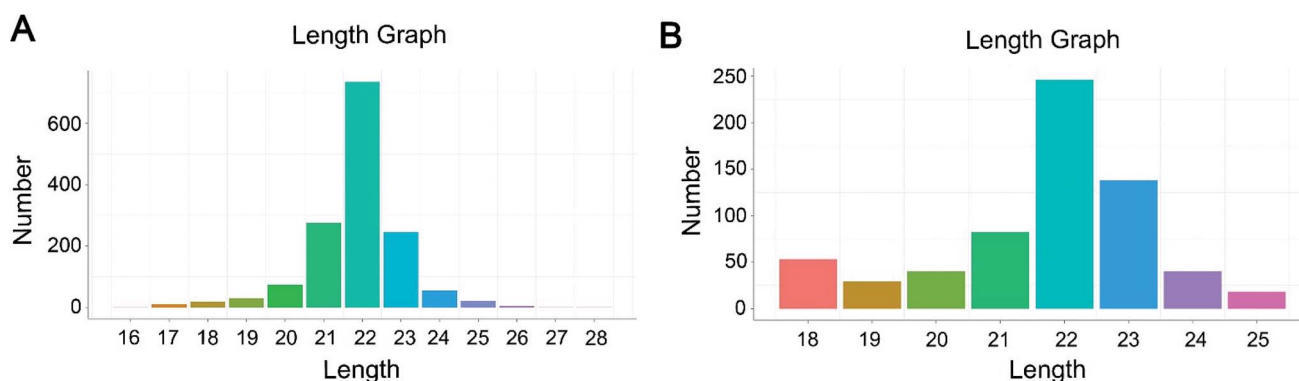 A
Length Graph
Number
600
400
200
0
16 17 18 19 20 21 22 23 24 25 26 27 28
Length
B
Length Graph
Number
250
200
150
100
50
0
18 19 20 21 22 23 24 25
Length